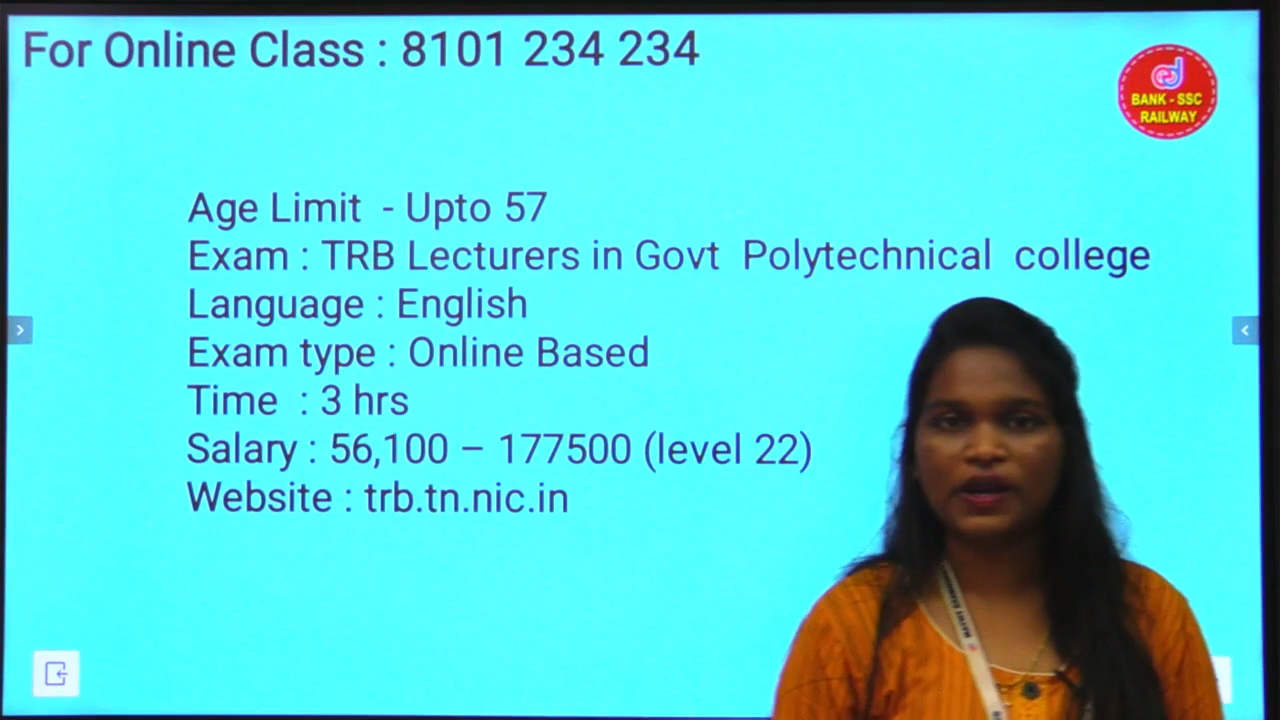 For Online Class : 8101 234 234
BANK - SSC
RAILWAY
Age Limit - Upto 57
Exam : TRB Lecturers in Govt Polytechnical college
Language : English
Exam type : Online Based
Time : 3 hrs
Salary : 56,100 – 177500 (level 22)
Website : trb.tn.nic.in